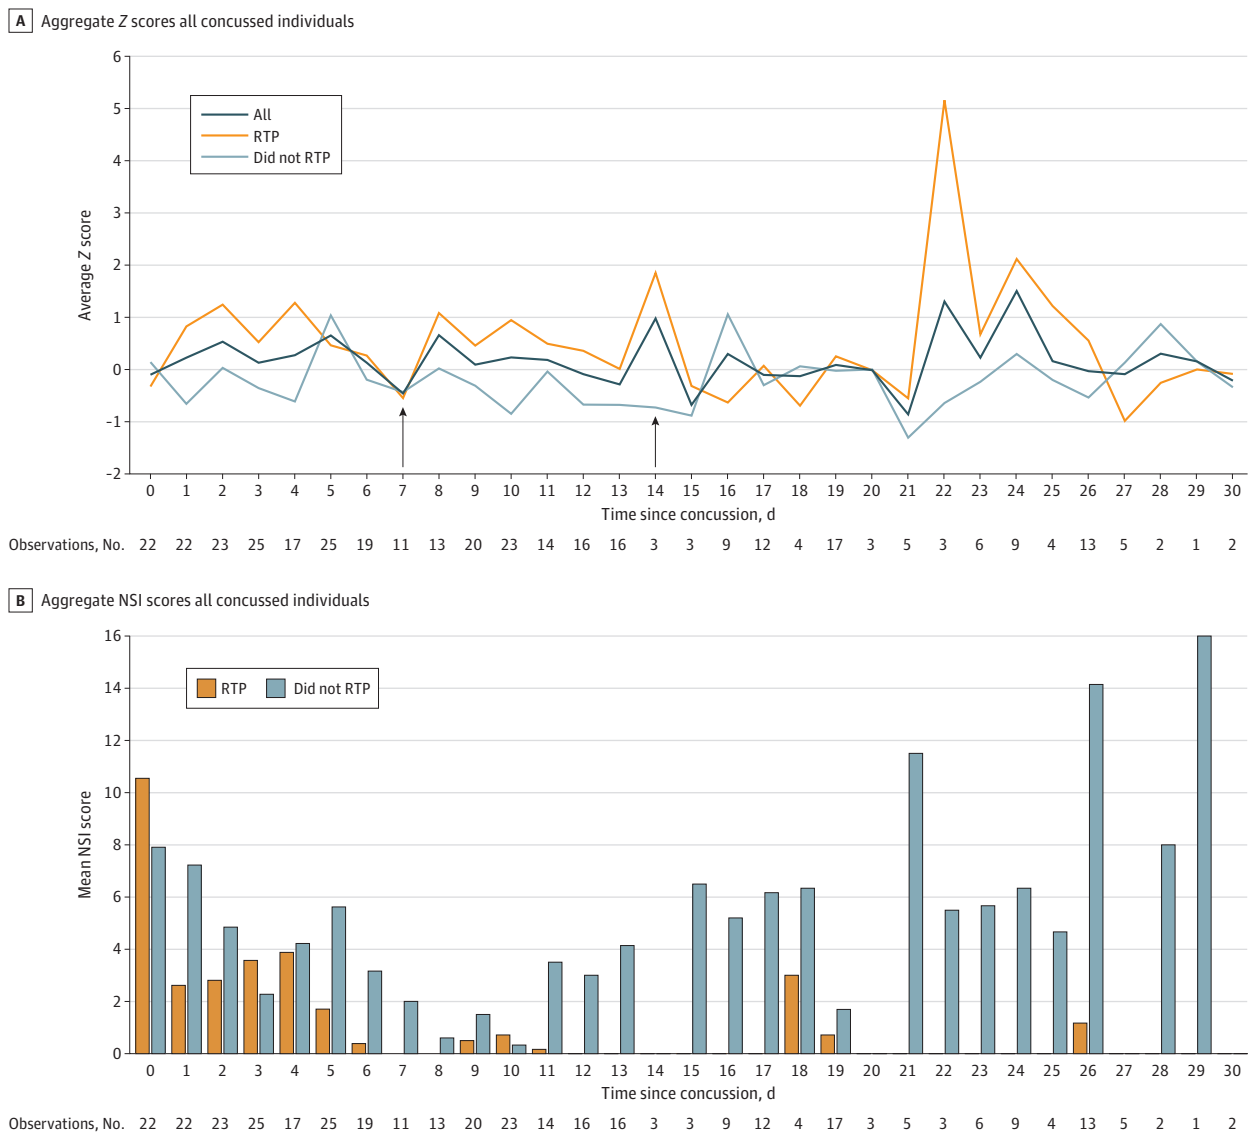 A Aggregate Z scores all concussed individuals
6
5
4
3
2
1
0
-1
-2
Average Z score
All
RTP
Did not RTP
0 1 2 3 4 5 6 7 8 9 10 11 12 13 14 15 16 17 18 19 20 21 22 23 24 25 26 27 28 29 30
Time since concussion, d
Observations, No. 22 22 23 25 17 25 19 11 13 20 23 14 16 16 3 3 9 12 4 17 3 5 3 6 9 4 13 5 2 1 2
B Aggregate NSI scores all concussed individuals
16
14
12
10
8
6
4
2
0
Mean NSI score
RTP Did not RTP
0 1 2 3 4 5 6 7 8 9 10 11 12 13 14 15 16 17 18 19 20 21 22 23 24 25 26 27 28 29 30
Time since concussion, d
Observations, No. 22 22 23 25 17 25 19 11 13 20 23 14 16 16 3 3 9 12 4 17 3 5 3 6 9 4 13 5 2 1 2